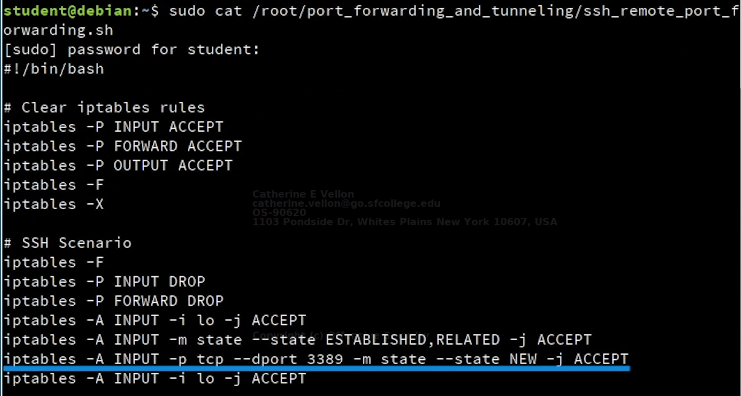 student@debian:~$ sudo cat /root/port_forwarding_and_tunneling/ssh_remote_port_f
orwarding.sh
[sudo] password for student:
#!/bin/bash
# Clear iptables rules
iptables -P INPUT ACCEPT
iptables -P FORWARD ACCEPT
iptables -P OUTPUT ACCEPT
iptables -F
iptables -X
Catherine E Vellon
catherine.vellon@go.sfcollege.edu
OS-90620
1103 Pondside Dr, Whites Plains New York 10607, USA
# SSH Scenario
iptables -F
iptables -P INPUT DROP
iptables -P FORWARD DROP
iptables -A INPUT -i lo -j ACCEPT
iptables -A INPUT -m state --state ESTABLISHED,RELATED -j ACCEPT
iptables -A INPUT -p tcp --dport 3389 -m state --state NEW -j ACCEPT
iptables -A INPUT -i lo -j ACCEPT